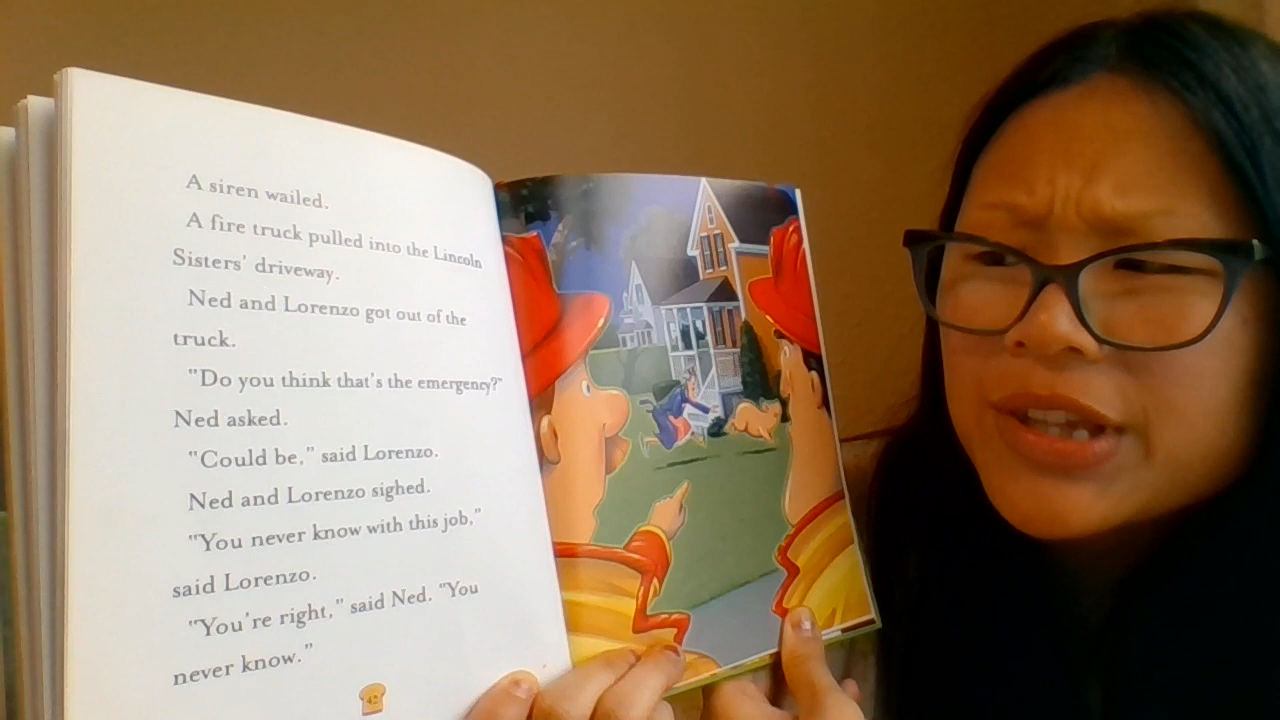 A siren wailed.
A fire truck pulled into the Lincoln
Sisters' driveway.
Ned and Lorenzo got out of the
truck.
"Do you think that's the emergency?"
Ned asked.
"Could be," said Lorenzo.
Ned and Lorenzo sighed.
"You never know with this job,"
said Lorenzo.
"You're right," said Ned. "You
never know."
42